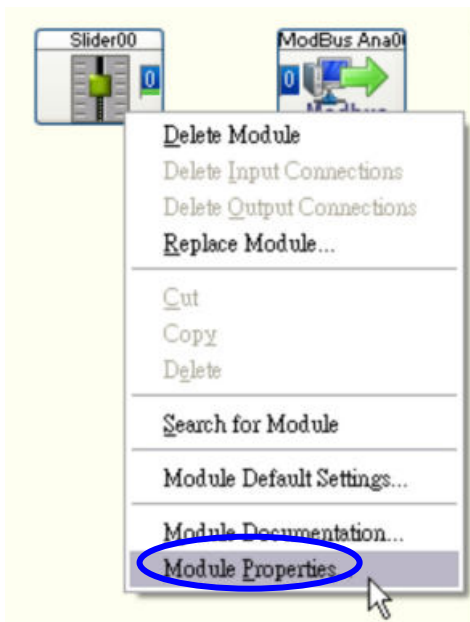 Slider00
ModBus Ana0
0
0
Modbus
Delete Module
Delete Input Connections
Delete Output Connections
Replace Module...
Cut
Copy
Delete
Search for Module
Module Default Settings...
Module Documentation...
Module Properties